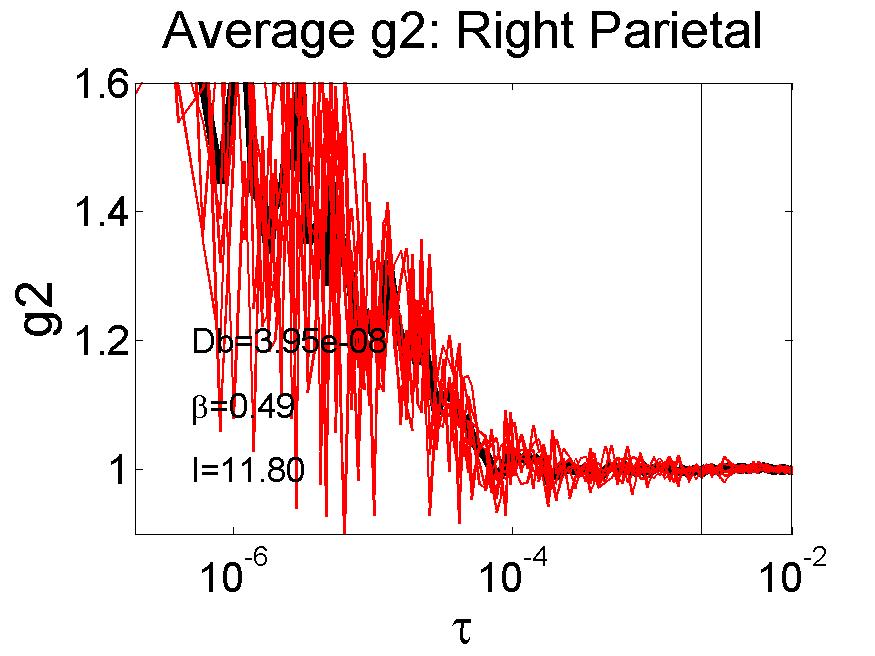 Average g2: Right Parietal
1.6
1.4
1.2
1
g2
Db=3.95e-08
β=0.49
I=11.80
10^-6
10^-4
10^-2
τ